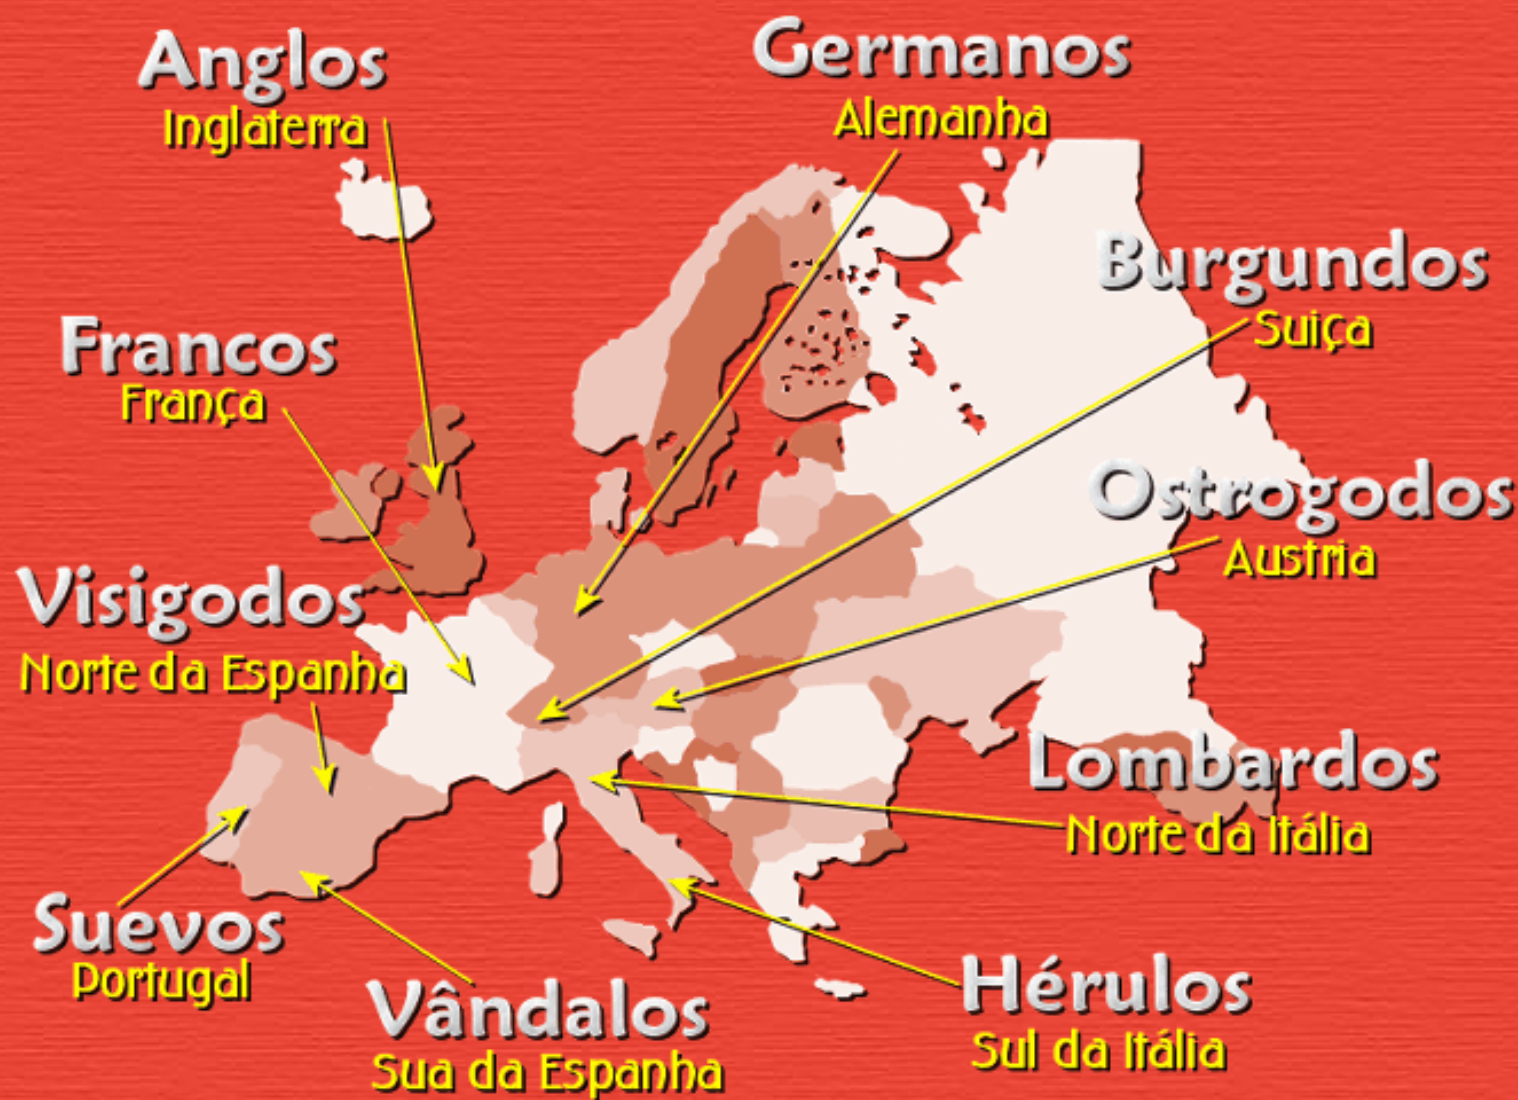 Anglos
Inglaterra
Germanos
Alemanha
Burgundos
Suiça
Francos
França
Ostrogodos
Austria
Visigodos
Norte da Espanha
Lombardos
Norte da Itália
Suevos
Portugal
Vândalos
Sua da Espanha
Hérulos
Sul da Itália